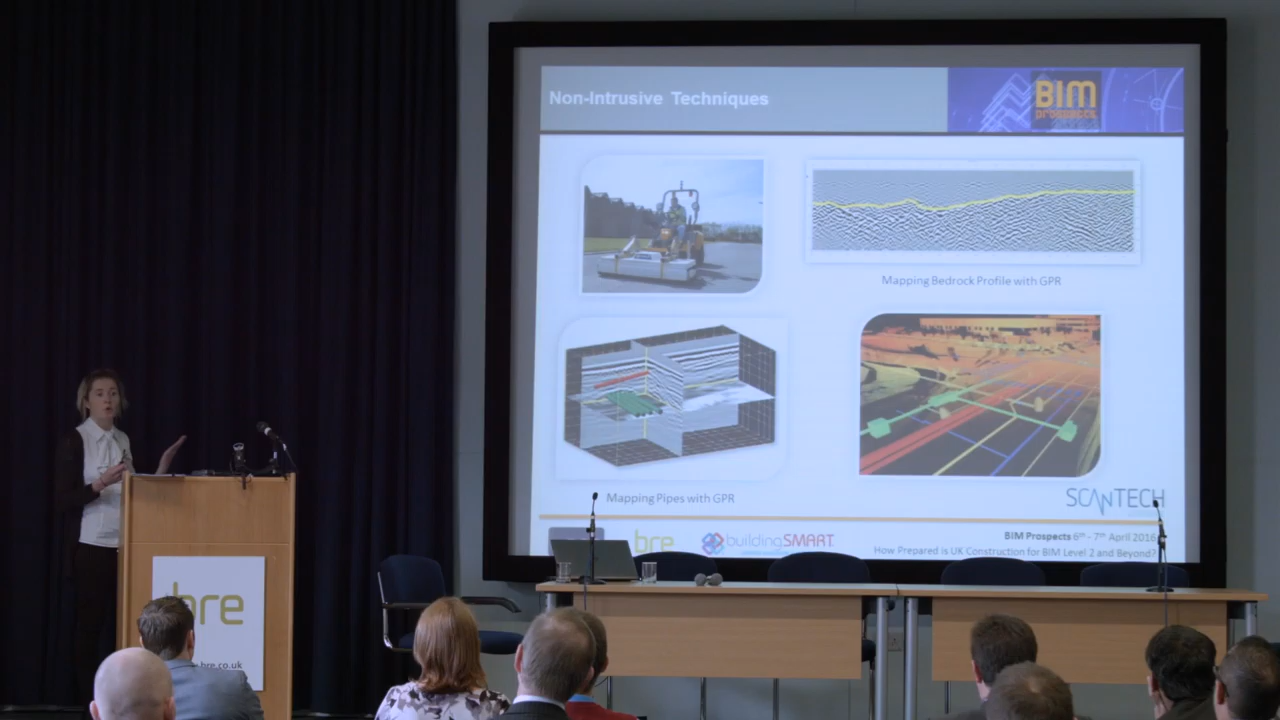 Non-Intrusive Techniques
BIM
prospects
Mapping Bedrock Profile with GPR
Mapping Pipes with GPR
SCANTECH
bre
buildingSMART
BIM Prospects 6th - 7th April 2016
How Prepared is UK Construction for BIM Level 2 and Beyond?
bre
bre.co.uk